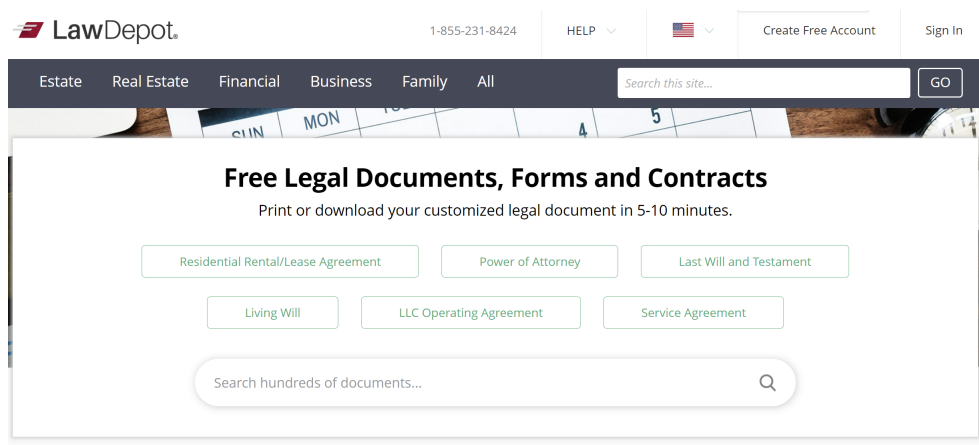 LawDepot.
1-855-231-8424
HELP
Create Free Account
Sign In
Estate Real Estate Financial Business Family All
Search this site...
GO
SUN MON
4 5
Free Legal Documents, Forms and Contracts
Print or download your customized legal document in 5-10 minutes.
Residential Rental/Lease Agreement Power of Attorney Last Will and Testament
Living Will LLC Operating Agreement Service Agreement
Search hundreds of documents...